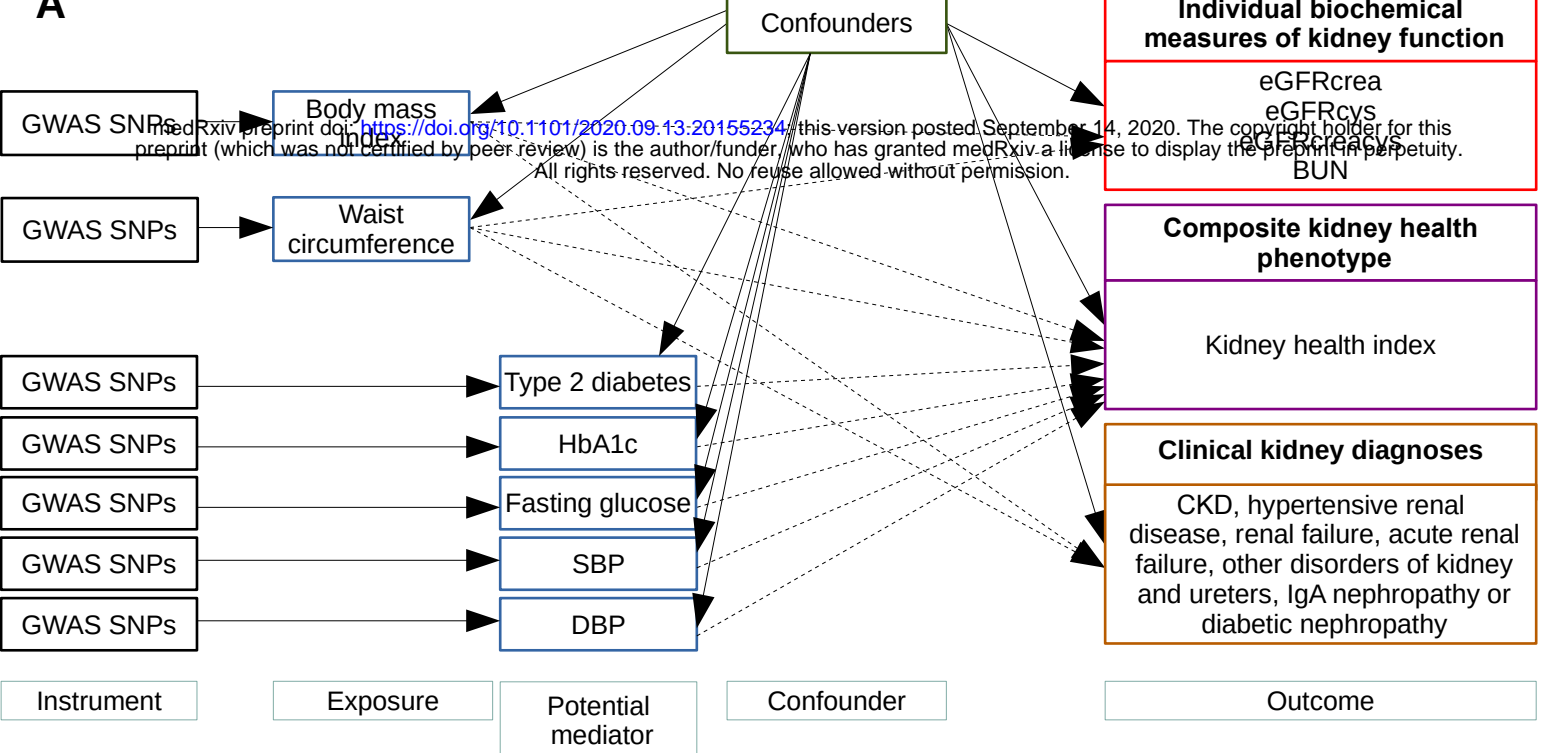 A
Confounders
Individual biochemical
measures of kidney function
eGFRcrea
eGFRcys
eGFRcreacys
BUN
GWAS SNPs
Body mass
index
medRxiv preprint doi: https://doi.org/10.1101/2020.09.13.20155234; this version posted September 14, 2020. The copyright holder for this
preprint (which was not certified by peer review) is the author/funder, who has granted medRxiv a license to display the preprint in perpetuity.
All rights reserved. No reuse allowed without permission.
GWAS SNPs
Waist
circumference
Composite kidney health
phenotype
Kidney health index
GWAS SNPs
Type 2 diabetes
GWAS SNPs
HbA1c
GWAS SNPs
Fasting glucose
GWAS SNPs
SBP
GWAS SNPs
DBP
Clinical kidney diagnoses
CKD, hypertensive renal
disease, renal failure, acute renal
failure, other disorders of kidney
and ureters, IgA nephropathy or
diabetic nephropathy
Instrument
Exposure
Potential
mediator
Confounder
Outcome